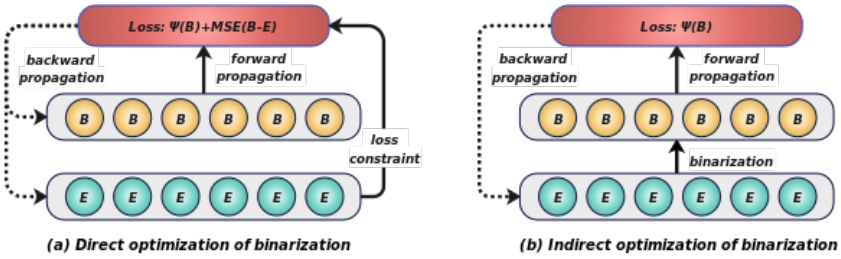 Loss: Ψ(B)+MSE(B-E)
backward
propagation
forward
propagation
B B B B B B
loss
constraint
E E E E E E
(a) Direct optimization of binarization
Loss: Ψ(B)
backward
propagation
forward
propagation
B B B B B B
binarization
E E E E E E
(b) Indirect optimization of binarization